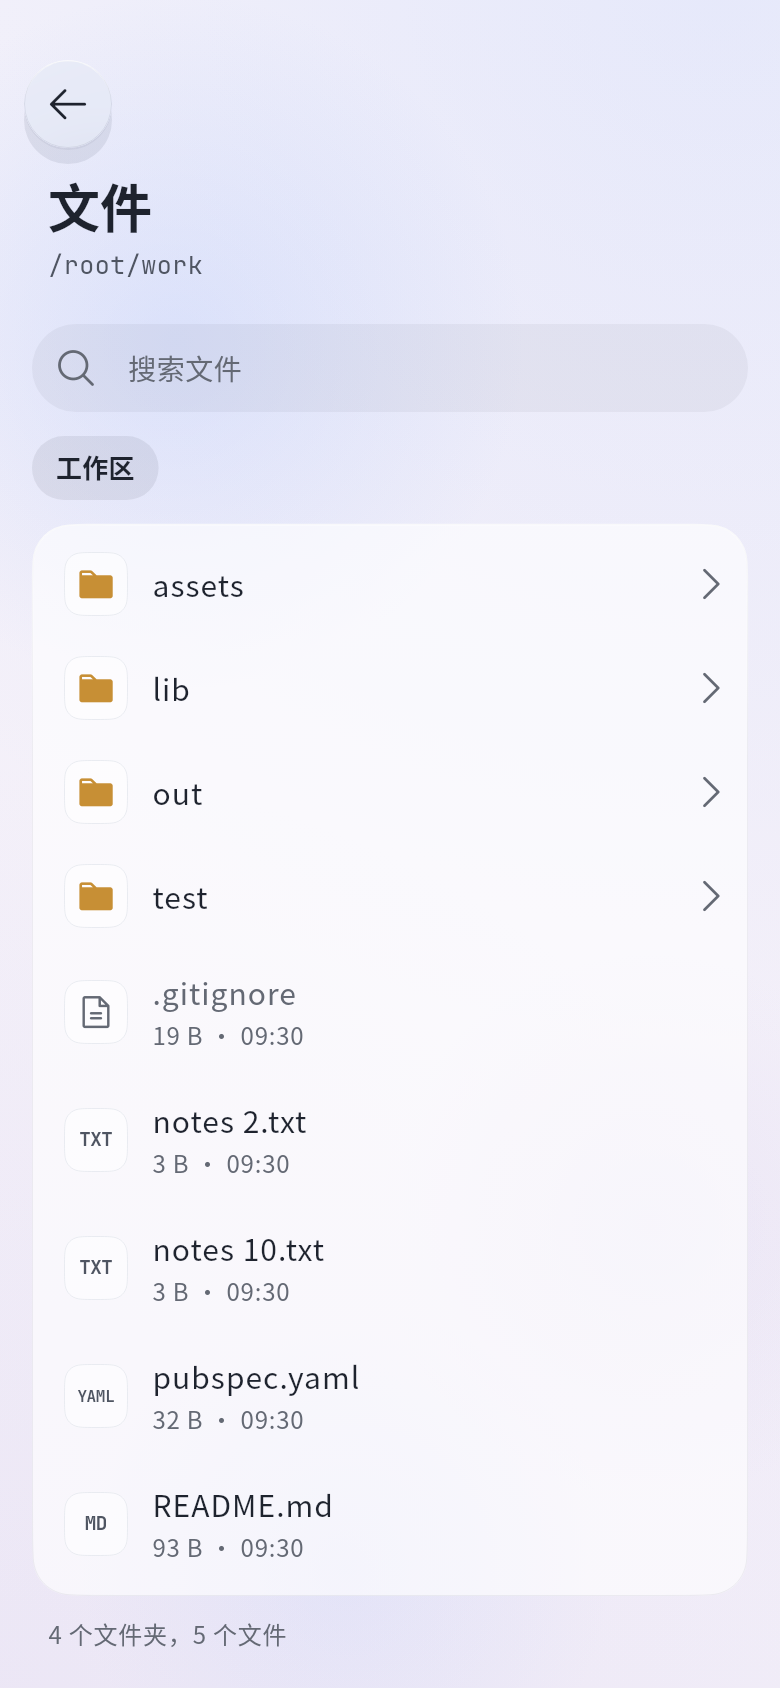 文件
/root/work
搜索文件
工作区
assets
lib
out
test
.gitignore
19 B • 09:30
TXT
notes 2.txt
3 B • 09:30
TXT
notes 10.txt
3 B • 09:30
YAML
pubspec.yaml
32 B • 09:30
MD
README.md
93 B • 09:30
4 个文件夹，5 个文件